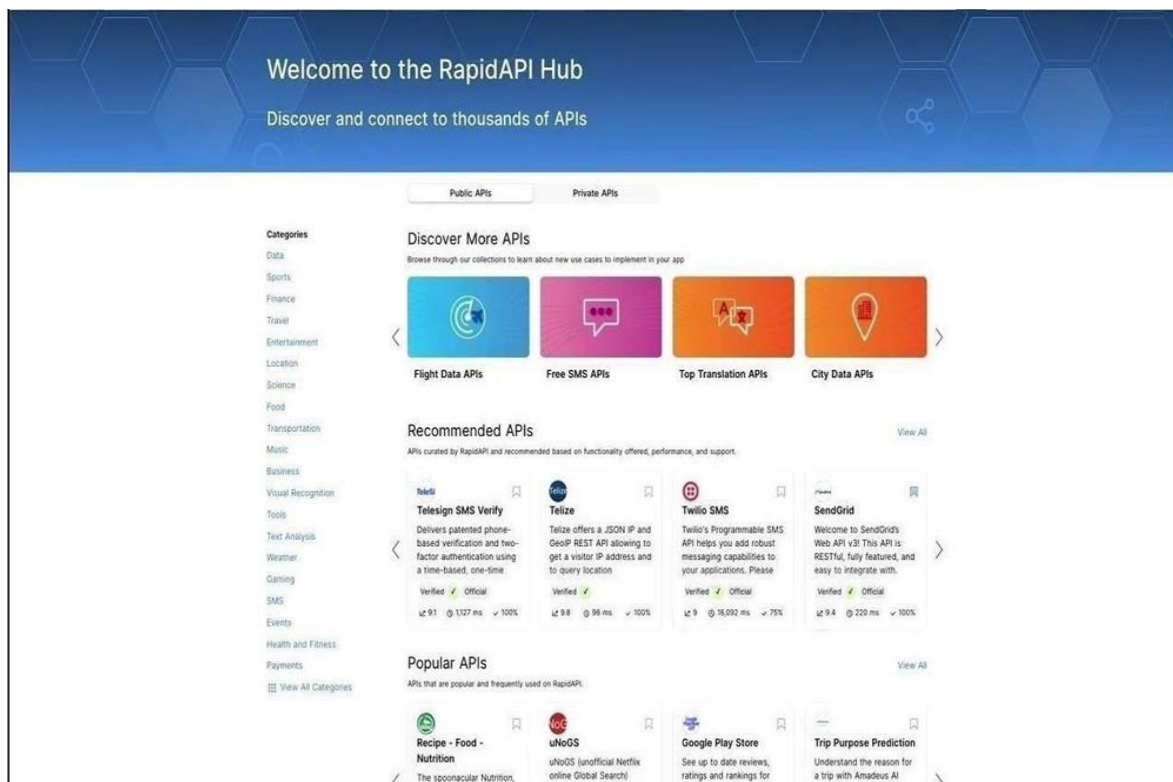 Welcome to the RapidAPI Hub
Discover and connect to thousands of APIs
Public APIs
Private APIs
Categories
Data
Sports
Finance
Travel
Entertainment
Location
Science
Food
Transportation
Music
Business
Visual Recognition
Tools
Text Analysis
Weather
Gaming
SMS
Events
Health and Fitness
Payments
View All Categories
Discover More APIs
Browse through our collections to learn about new use cases to implement in your app
Flight Data APIs
Free SMS APIs
Top Translation APIs
City Data APIs
Recommended APIs
View All
APIs curated by RapidAPI and recommended based on functionality offered, performance, and support.
TeleSi
Telesign SMS Verify
Delivers patented phone-
based verification and two-
factor authentication using
a time-based, one-time
Verified ✓ Official
9.1 1,127 ms ✓ 100%
Telize
Telize
Telize offers a JSON IP and
GeoIP REST API allowing to
get a visitor IP address and
to query location
Verified ✓
9.8 96 ms ✓ 100%
Twilio SMS
Twilio's Programmable SMS
API helps you add robust
messaging capabilities to
your applications. Please
Verified ✓ Official
9 16,092 ms ✓ 75%
SendGrid
Welcome to SendGrid's
Web API v3! This API is
RESTful, fully featured, and
easy to integrate with.
Verified ✓ Official
9.4 220 ms ✓ 100%
Popular APIs
View All
APIs that are popular and frequently used on RapidAPI.
Recipe - Food -
Nutrition
The spoonacular Nutrition,
NoG
uNoGS
uNoGS (unofficial Netflix
online Global Search)
Google Play Store
See up to date reviews,
ratings and rankings for
Trip Purpose Prediction
Understand the reason for
a trip with Amadeus AI